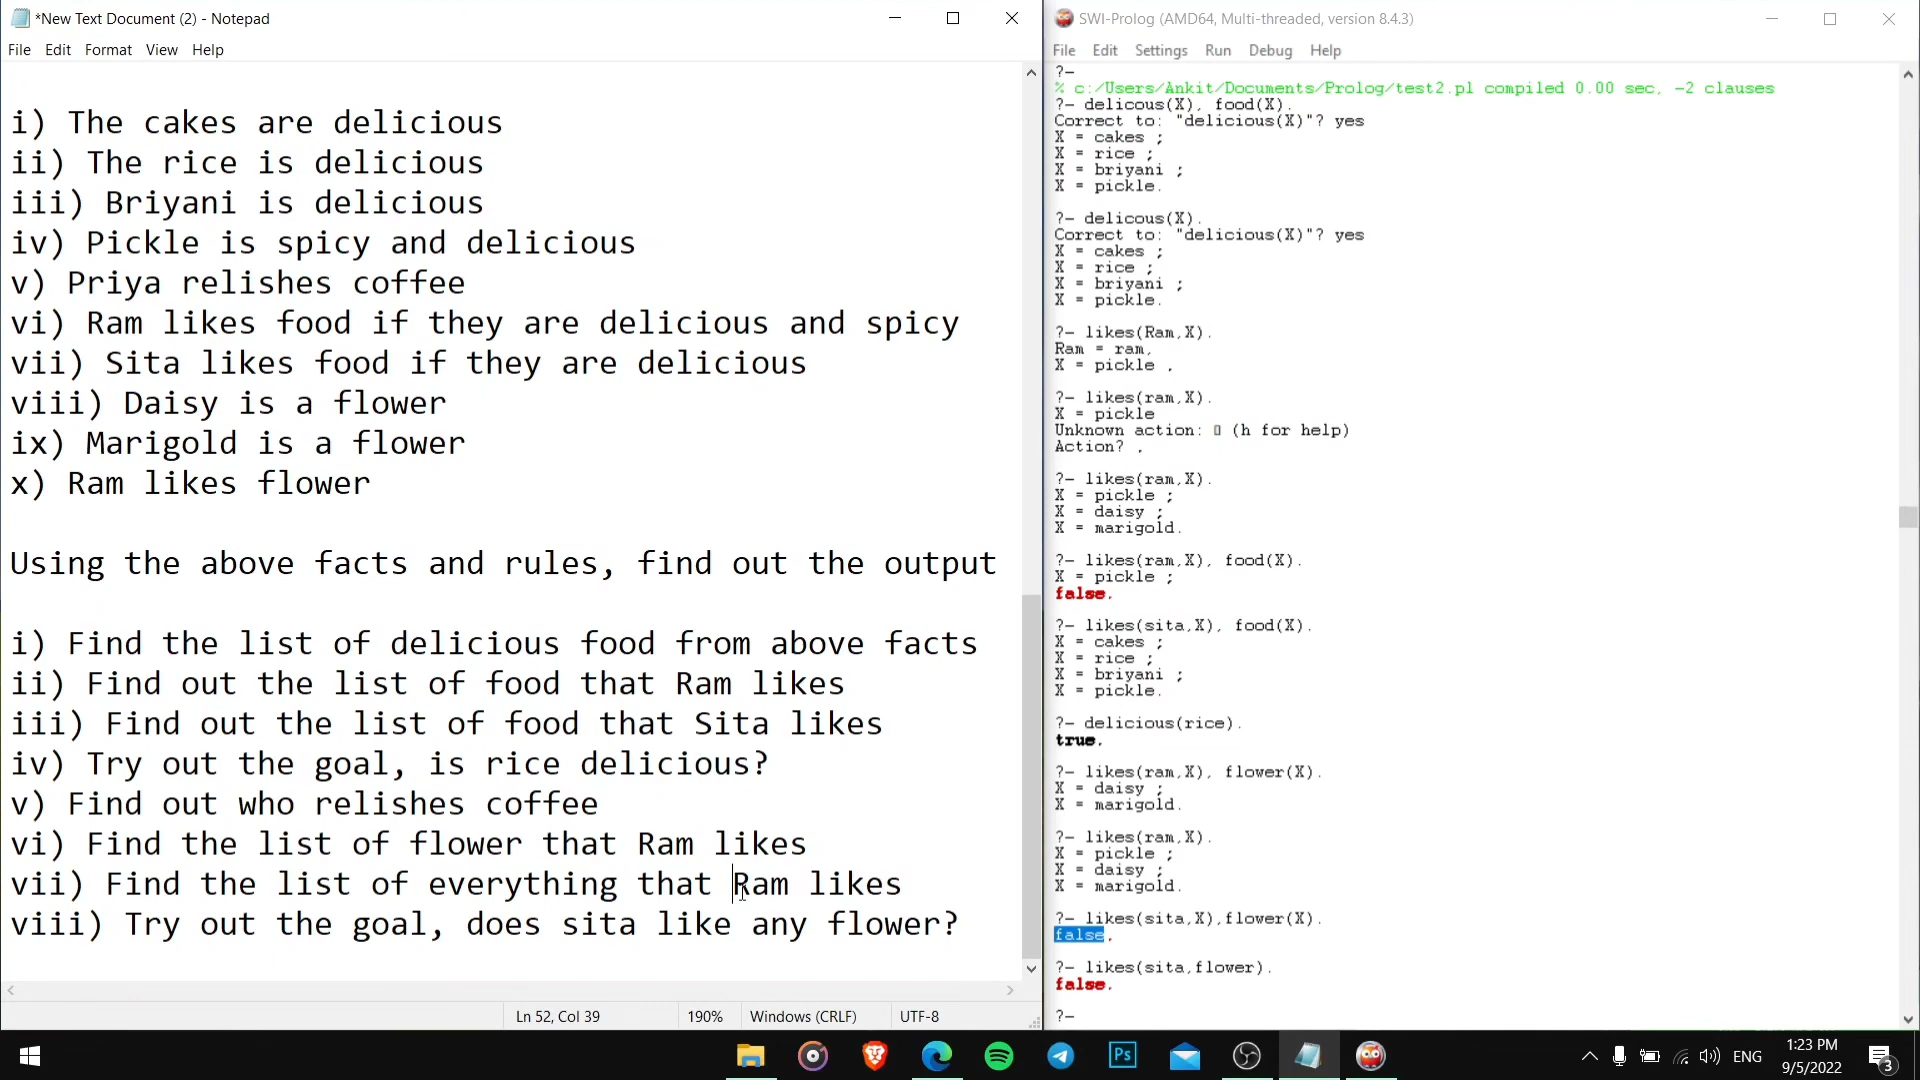 *New Text Document (2) - Notepad
File Edit Format View Help
i) The cakes are delicious
ii) The rice is delicious
iii) Briyani is delicious
iv) Pickle is spicy and delicious
v) Priya relishes coffee
vi) Ram likes food if they are delicious and spicy
vii) Sita likes food if they are delicious
viii) Daisy is a flower
ix) Marigold is a flower
x) Ram likes flower
Using the above facts and rules, find out the output
i) Find the list of delicious food from above facts
ii) Find out the list of food that Ram likes
iii) Find out the list of food that Sita likes
iv) Try out the goal, is rice delicious?
v) Find out who relishes coffee
vi) Find the list of flower that Ram likes
vii) Find the list of everything that Ram likes
viii) Try out the goal, does sita like any flower?
Ln 52, Col 39 190% Windows (CRLF) UTF-8
SWI-Prolog (AMD64, Multi-threaded, version 8.4.3)
File Edit Settings Run Debug Help
?-
% c:/Users/Ankit/Documents/Prolog/test2.pl compiled 0.00 sec, -2 clauses
?- delicous(X), food(X).
Correct to: "delicious(X)"? yes
X = cakes ;
X = rice ;
X = briyani ;
X = pickle.
?- delicous(X).
Correct to: "delicious(X)"? yes
X = cakes ;
X = rice ;
X = briyani ;
X = pickle.
?- likes(Ram,X).
Ram = ram,
X = pickle .
?- likes(ram,X).
X = pickle
Unknown action: ▯ (h for help)
Action? .
?- likes(ram,X).
X = pickle ;
X = daisy ;
X = marigold.
?- likes(ram,X), food(X).
X = pickle ;
false.
?- likes(sita,X), food(X).
X = cakes ;
X = rice ;
X = briyani ;
X = pickle.
?- delicious(rice).
true.
?- likes(ram,X), flower(X).
X = daisy ;
X = marigold.
?- likes(ram,X).
X = pickle ;
X = daisy ;
X = marigold.
?- likes(sita,X),flower(X).
false.
?- likes(sita,flower).
false.
?-
Ps
ENG
1:23 PM
9/5/2022
3